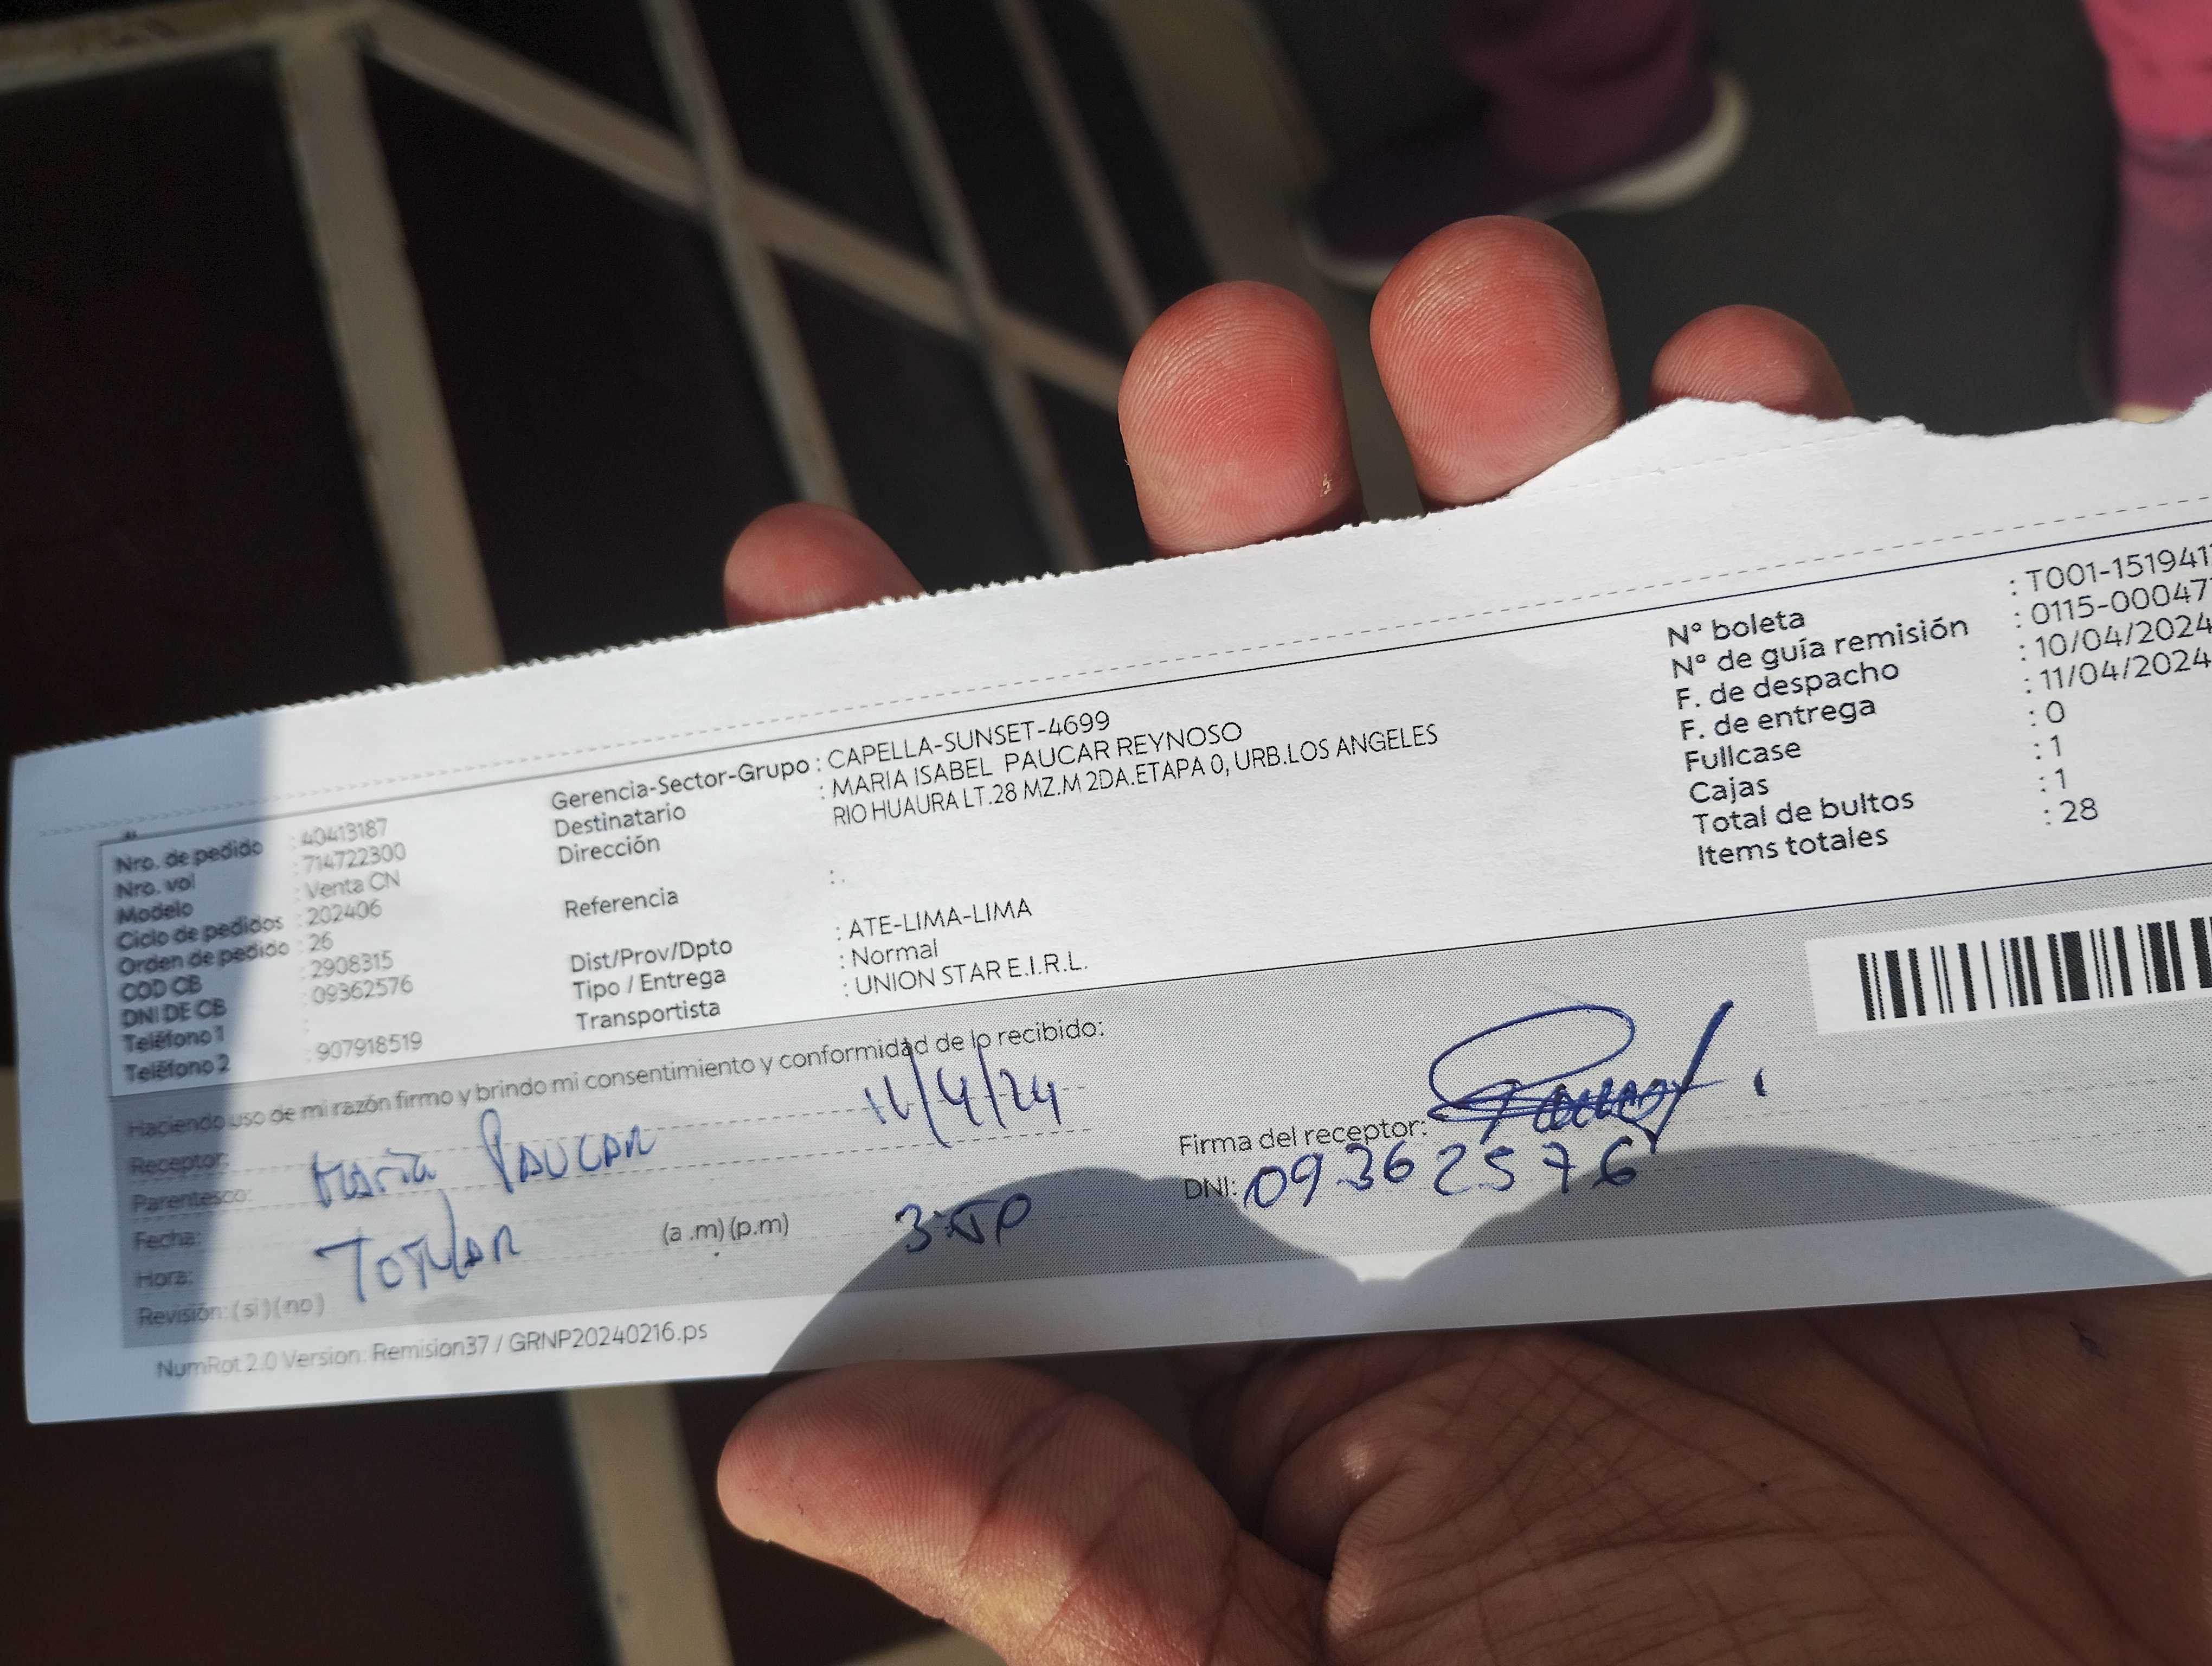 Nro. de pedido : 40413187
Nro. vol : 714722300
Modelo : Venta CN
Ciclo de pedidos : 202406
Orden de pedido : 26
COD CB : 2908315
DNI DE CB : 09362576
Teléfono 1 :
Teléfono 2 : 907918519
Gerencia-Sector-Grupo : CAPELLA-SUNSET-4699
Destinatario : MARIA ISABEL PAUCAR REYNOSO
Dirección RIO HUAURA LT.28 MZ.M 2DA.ETAPA 0, URB.LOS ANGELES
Referencia : .
Dist/Prov/Dpto : ATE-LIMA-LIMA
Tipo / Entrega : Normal
Transportista : UNION STAR E.I.R.L.
N° boleta : T001-151941
N° de guía remisión : 0115-00047
F. de despacho : 10/04/2024
F. de entrega : 11/04/2024
Fullcase : 0
Cajas : 1
Total de bultos : 1
Items totales : 28
Haciendo uso de mi razón firmo y brindo mi consentimiento y conformidad de lo recibido:
Receptor: Maria PAUCAR
Parentesco: TITULAR
Fecha: 11/4/24
Hora: (a .m) (p.m)
Revisión: ( si ) ( no )
Firma del receptor:
DNI: 09362576
NumRot 2.0 Version: Remision37 / GRNP20240216.ps